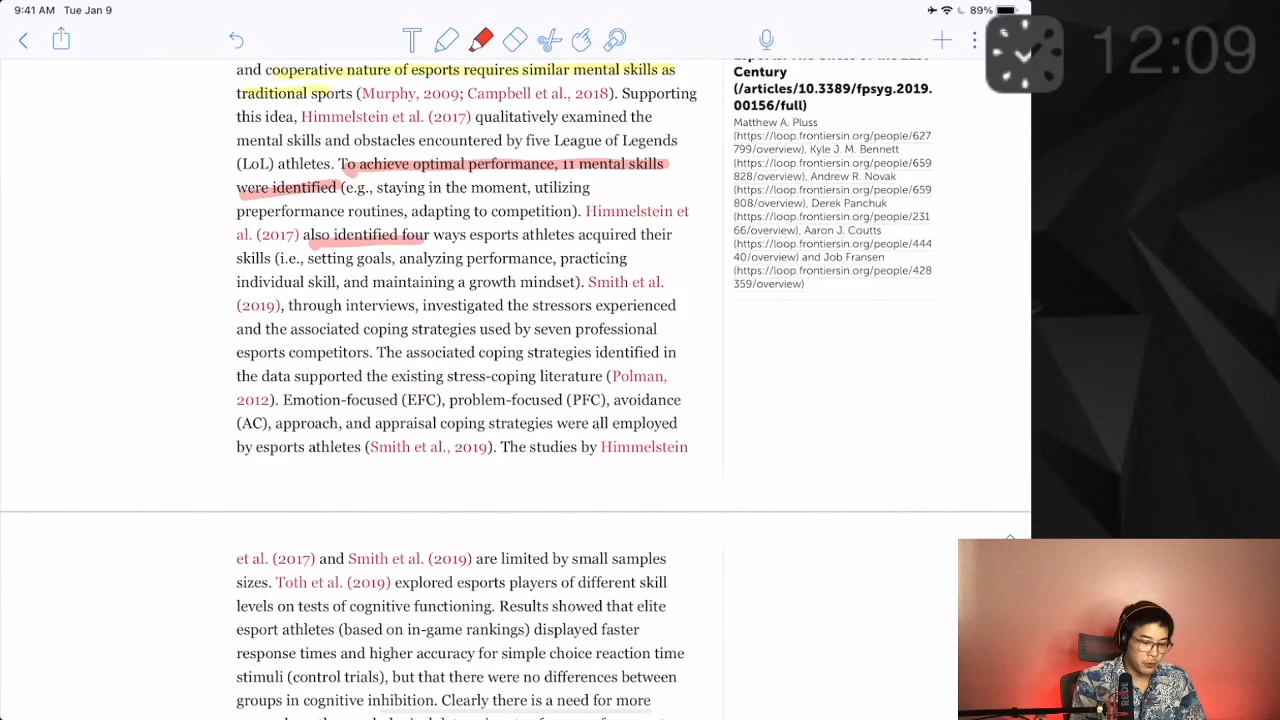 9:41 AM Tue Jan 9
89%
12:09
T
and cooperative nature of esports requires similar mental skills as
traditional sports (Murphy, 2009; Campbell et al., 2018). Supporting
this idea, Himmelstein et al. (2017) qualitatively examined the
mental skills and obstacles encountered by five League of Legends
(LoL) athletes. To achieve optimal performance, 11 mental skills
were identified (e.g., staying in the moment, utilizing
preperformance routines, adapting to competition). Himmelstein et
al. (2017) also identified four ways esports athletes acquired their
skills (i.e., setting goals, analyzing performance, practicing
individual skill, and maintaining a growth mindset). Smith et al.
(2019), through interviews, investigated the stressors experienced
and the associated coping strategies used by seven professional
esports competitors. The associated coping strategies identified in
the data supported the existing stress-coping literature (Polman,
2012). Emotion-focused (EFC), problem-focused (PFC), avoidance
(AC), approach, and appraisal coping strategies were all employed
by esports athletes (Smith et al., 2019). The studies by Himmelstein
Century
(/articles/10.3389/fpsyg.2019.
00156/full)
Matthew A. Pluss
(https://loop.frontiersin.org/people/627
799/overview), Kyle J. M. Bennett
(https://loop.frontiersin.org/people/659
828/overview), Andrew R. Novak
(https://loop.frontiersin.org/people/659
808/overview), Derek Panchuk
(https://loop.frontiersin.org/people/231
66/overview), Aaron J. Coutts
(https://loop.frontiersin.org/people/444
40/overview) and Job Fransen
(https://loop.frontiersin.org/people/428
359/overview)
et al. (2017) and Smith et al. (2019) are limited by small samples
sizes. Toth et al. (2019) explored esports players of different skill
levels on tests of cognitive functioning. Results showed that elite
esport athletes (based on in-game rankings) displayed faster
response times and higher accuracy for simple choice reaction time
stimuli (control trials), but that there were no differences between
groups in cognitive inhibition. Clearly there is a need for more
RØDE